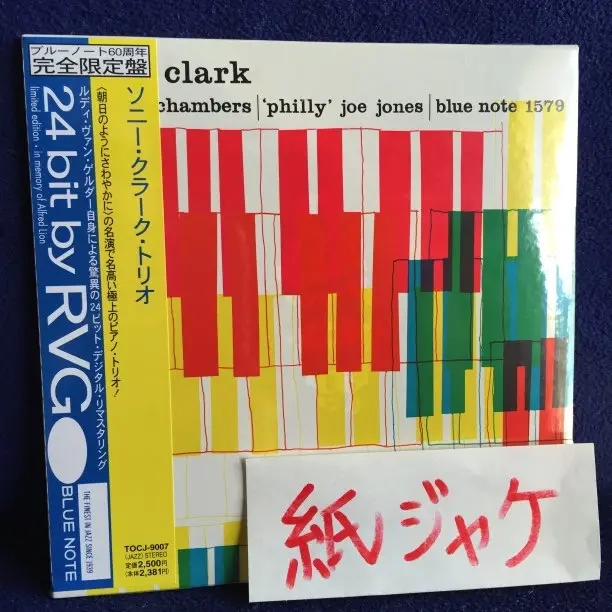 ブルーノート60周年
完全限定盤
24 bit by RVG
limited edition・in memory of Alfred Lion
ルディ・ヴァン・ゲルダー自身による驚異の24ビット・デジタル・リマスタリング
〈朝日のようにさわやかに〉の名演で名高い極上のピアノ・トリオ!
ソニー・クラーク・トリオ
BLUE NOTE
THE FINEST IN JAZZ SINCE 1939
TOCJ-9007
(JAZZ) STEREO
定価2,500円
(本体2,381円)
clark
chambers | 'philly' joe jones | blue note 1579
紙ジャケ